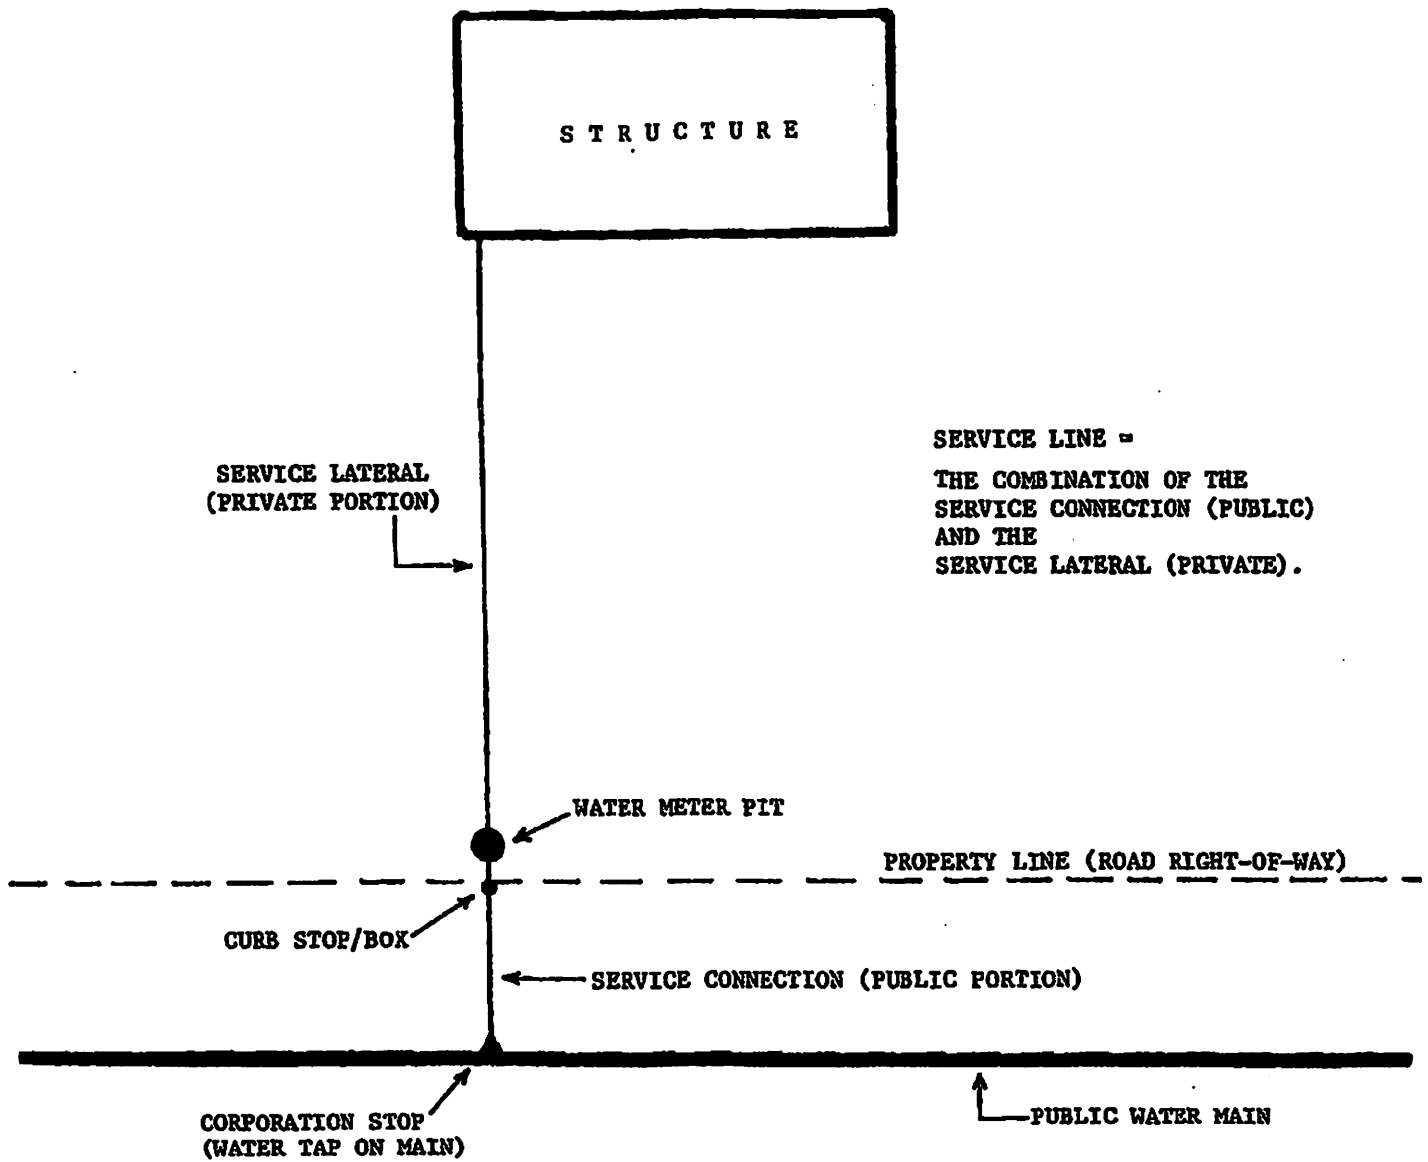 STRUCTURE
SERVICE LINE =
THE COMBINATION OF THE
SERVICE CONNECTION (PUBLIC)
AND THE
SERVICE LATERAL (PRIVATE).
SERVICE LATERAL
(PRIVATE PORTION)
WATER METER PIT
PROPERTY LINE (ROAD RIGHT-OF-WAY)
CURB STOP/BOX
SERVICE CONNECTION (PUBLIC PORTION)
CORPORATION STOP
(WATER TAP ON MAIN)
PUBLIC WATER MAIN